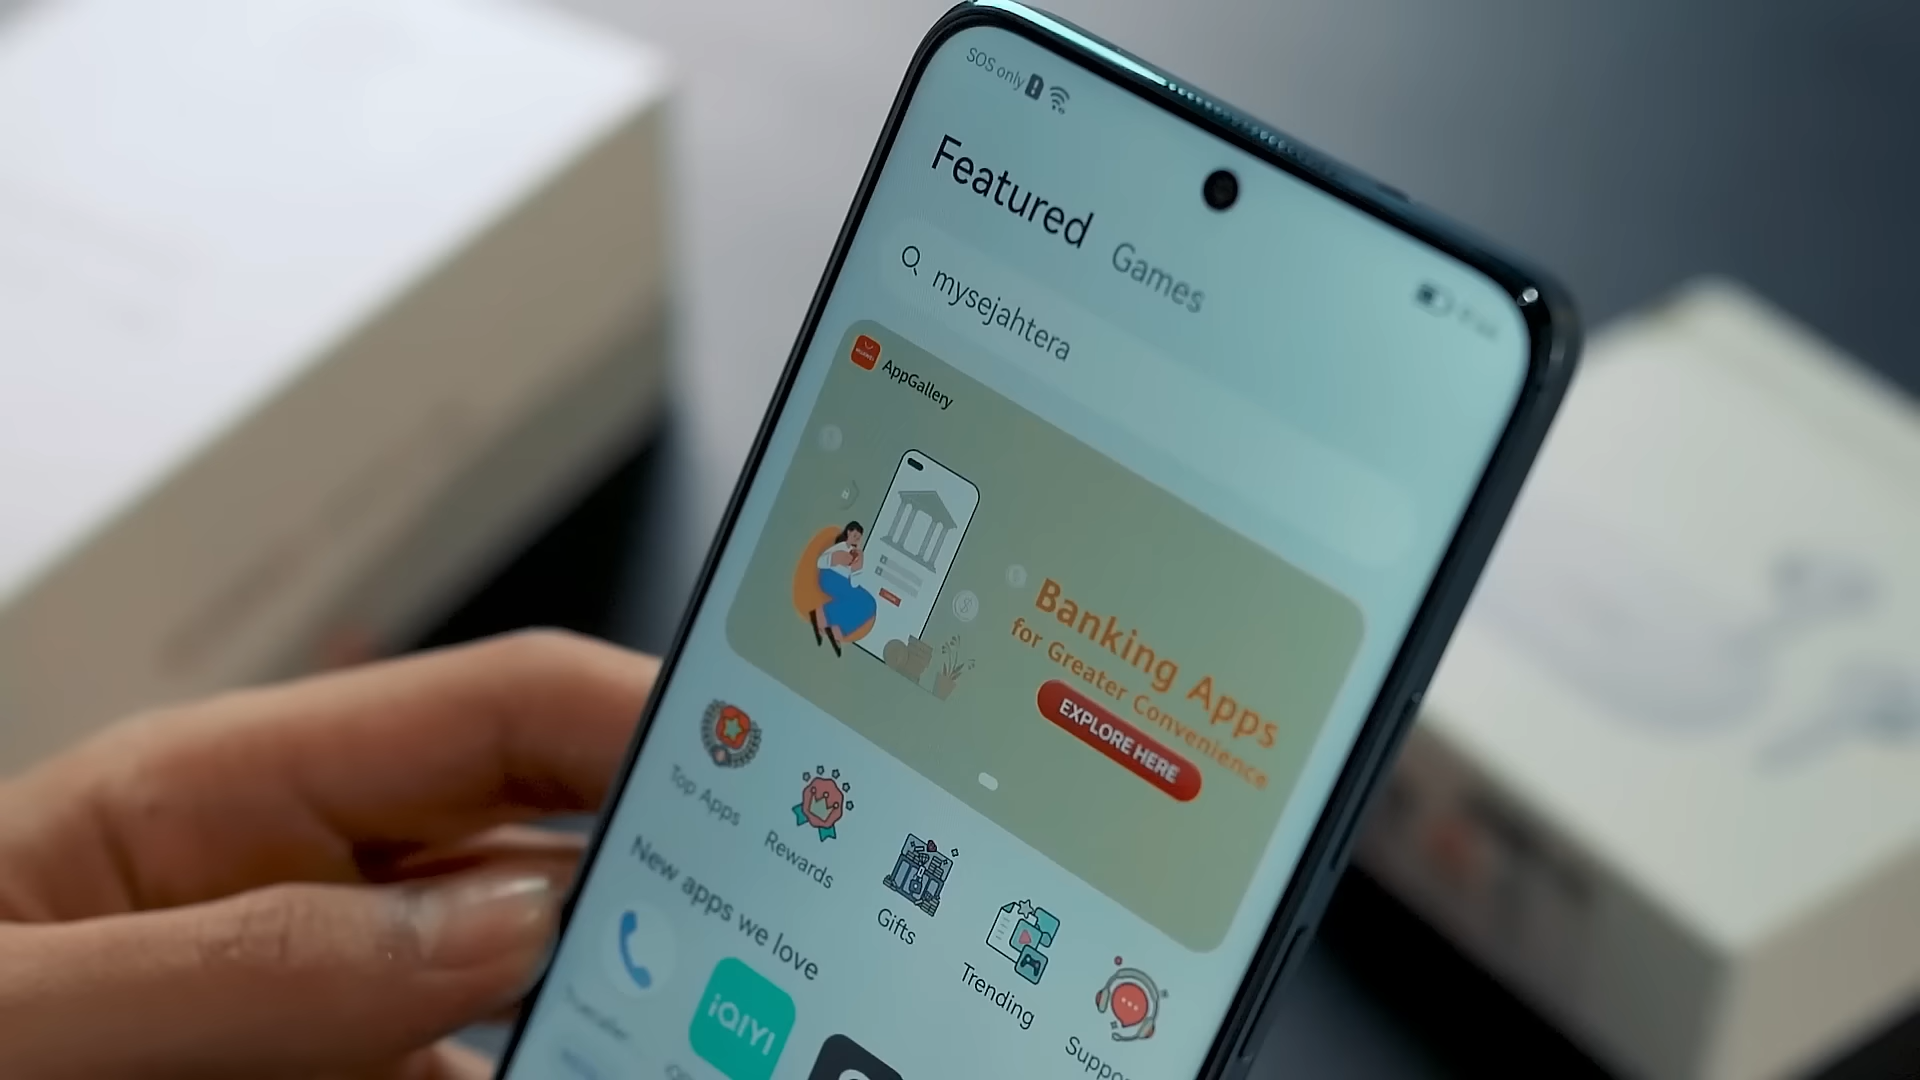 SOS only
Featured Games
mysejahtera
HUAWEI
AppGallery
Banking Apps
for Greater Convenience
EXPLORE HERE
Top Apps
Rewards
Gifts
Trending
New apps we love
iQIYI